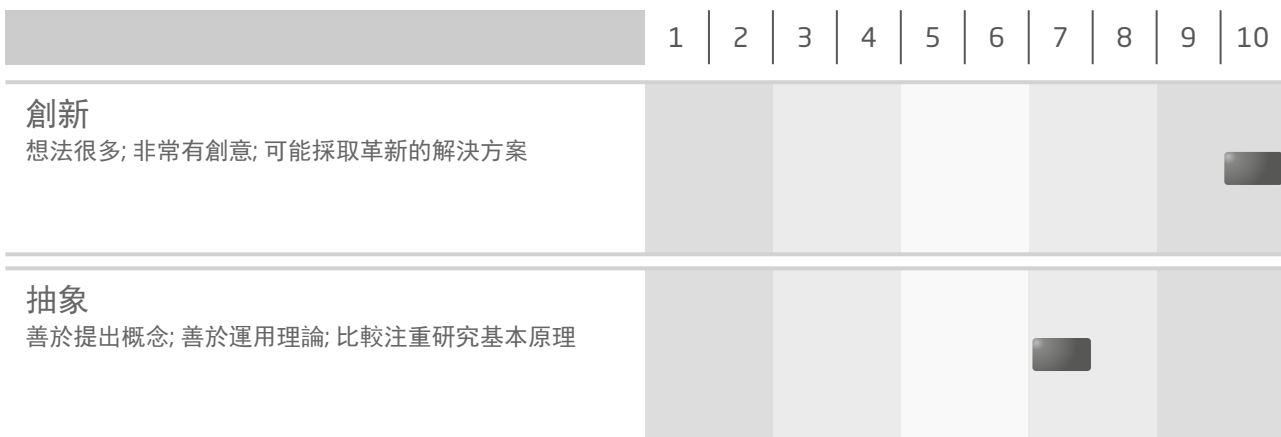 1 2 3 4 5 6 7 8 9 10
創新
想法很多; 非常有創意; 可能採取革新的解決方案
抽象
善於提出概念; 善於運用理論; 比較注重研究基本原理